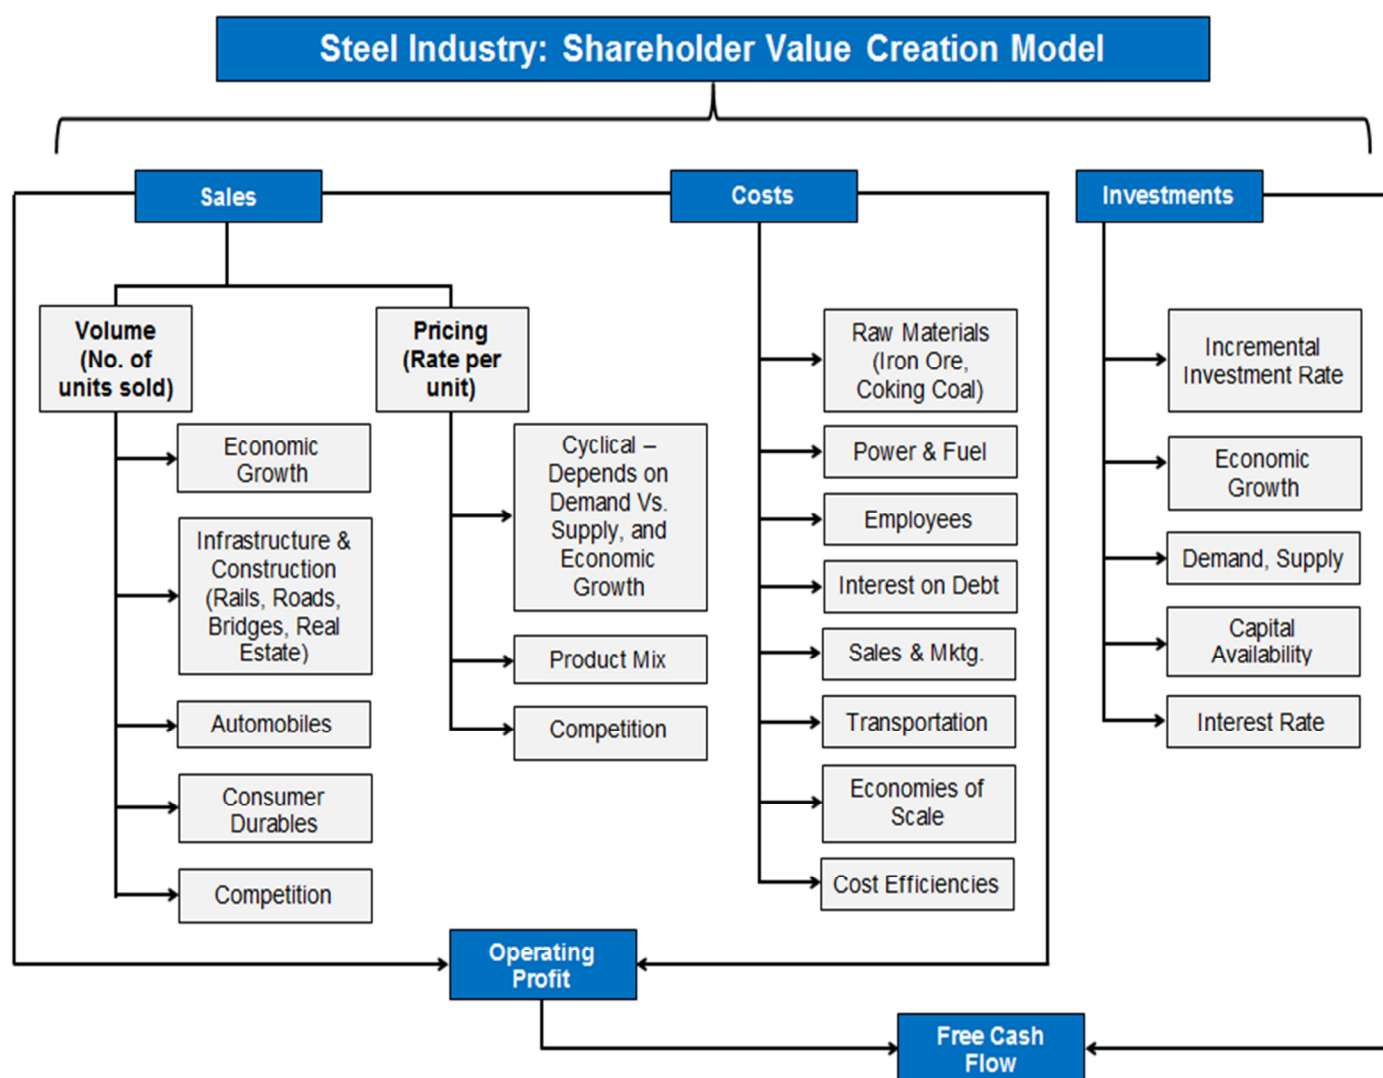 Steel Industry: Shareholder Value Creation Model
Sales
Costs
Investments
Volume
(No. of
units sold)
Economic
Growth
Infrastructure &
Construction
(Rails, Roads,
Bridges, Real
Estate)
Automobiles
Consumer
Durables
Competition
Pricing
(Rate per
unit)
Cyclical –
Depends on
Demand Vs.
Supply, and
Economic
Growth
Product Mix
Competition
Raw Materials
(Iron Ore,
Coking Coal)
Power & Fuel
Employees
Interest on Debt
Sales & Mktg.
Transportation
Economies of
Scale
Cost Efficiencies
Incremental
Investment Rate
Economic
Growth
Demand, Supply
Capital
Availability
Interest Rate
Operating
Profit
Free Cash
Flow